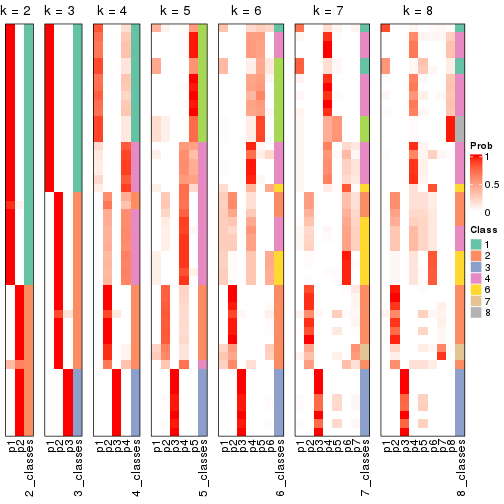 k = 2
k = 3
k = 4
k = 5
k = 6
k = 7
k = 8
Prob
1
0.5
0
Class
1
2
3
4
6
7
8
p1
p2
2_classes
p1
p2
p3
3_classes
p1
p2
p3
p4
4_classes
p1
p2
p3
p4
p5
5_classes
p1
p2
p3
p4
p5
p6
6_classes
p1
p2
p3
p4
p5
p6
p7
7_classes
p1
p2
p3
p4
p5
p6
p7
p8
8_classes